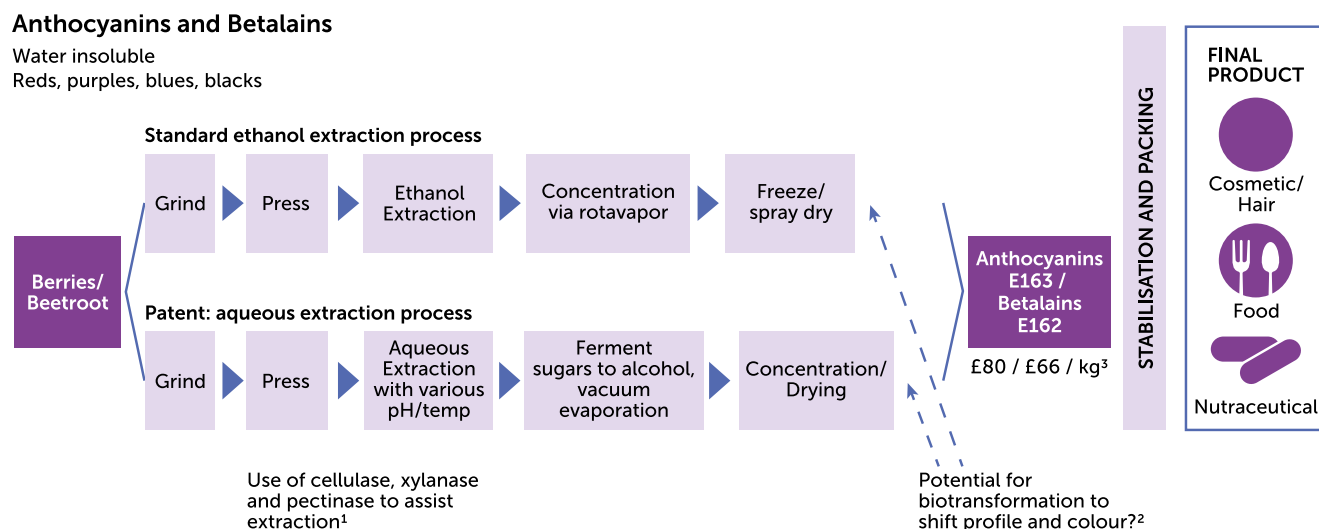 Anthocyanins and Betalains
Water insoluble
Reds, purples, blues, blacks
Standard ethanol extraction process
Grind
Press
Ethanol
Extraction
Concentration
via rotavapor
Freeze/
spray dry
Berries/
Beetroot
Patent: aqueous extraction process
Grind
Press
Aqueous
Extraction
with various
pH/temp
Ferment
sugars to alcohol,
vacuum
evaporation
Concentration/
Drying
Use of cellulase, xylanase
and pectinase to assist
extraction¹
Potential for
biotransformation to
shift profile and colour?²
Anthocyanins
E163 /
Betalains
E162
£80 / £66 / kg³
STABILISATION AND PACKING
FINAL
PRODUCT
Cosmetic/
Hair
Food
Nutraceutical